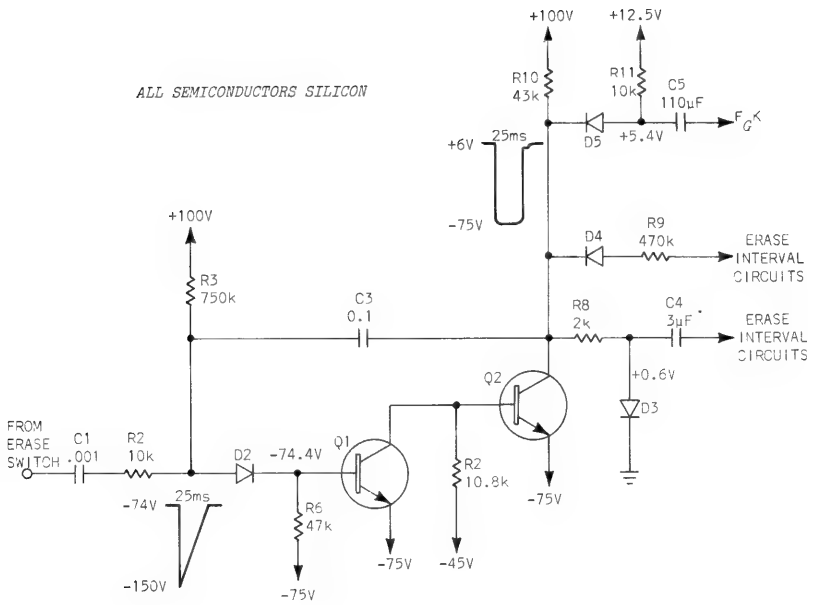 +100V
+12.5V
ALL SEMICONDUCTORS SILICON
R10
43k
R11
10k
C5
110µF
FGK
D5
+5.4V
+6V
25ms
-75V
+100V
R3
750k
D4
R9
470k
ERASE
INTERVAL
CIRCUITS
C3
0.1
R8
2k
C4
3µF
ERASE
INTERVAL
CIRCUITS
+0.6V
D3
Q2
Q1
FROM
ERASE
SWITCH
C1
.001
R2
10k
D2
-74.4V
R2
10.8k
-75V
-74V
25ms
-150V
R6
47k
-75V
-75V
-45V